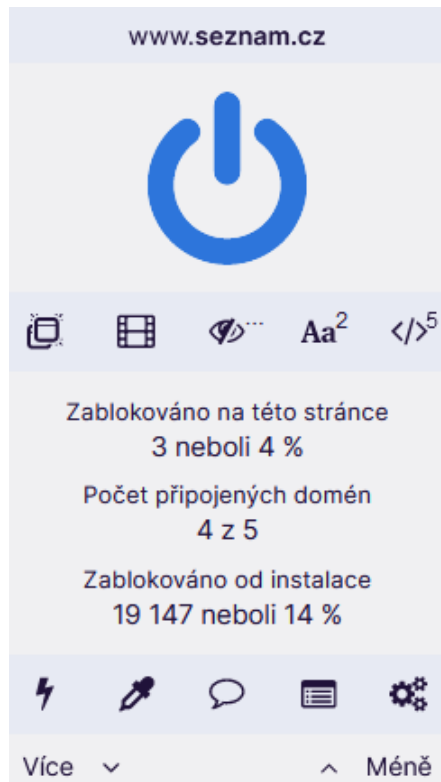 www.seznam.cz
Aa2 </>5
Zablokováno na této stránce
3 neboli 4 %
Počet připojených domén
4 z 5
Zablokováno od instalace
19 147 neboli 14 %
Více Méně